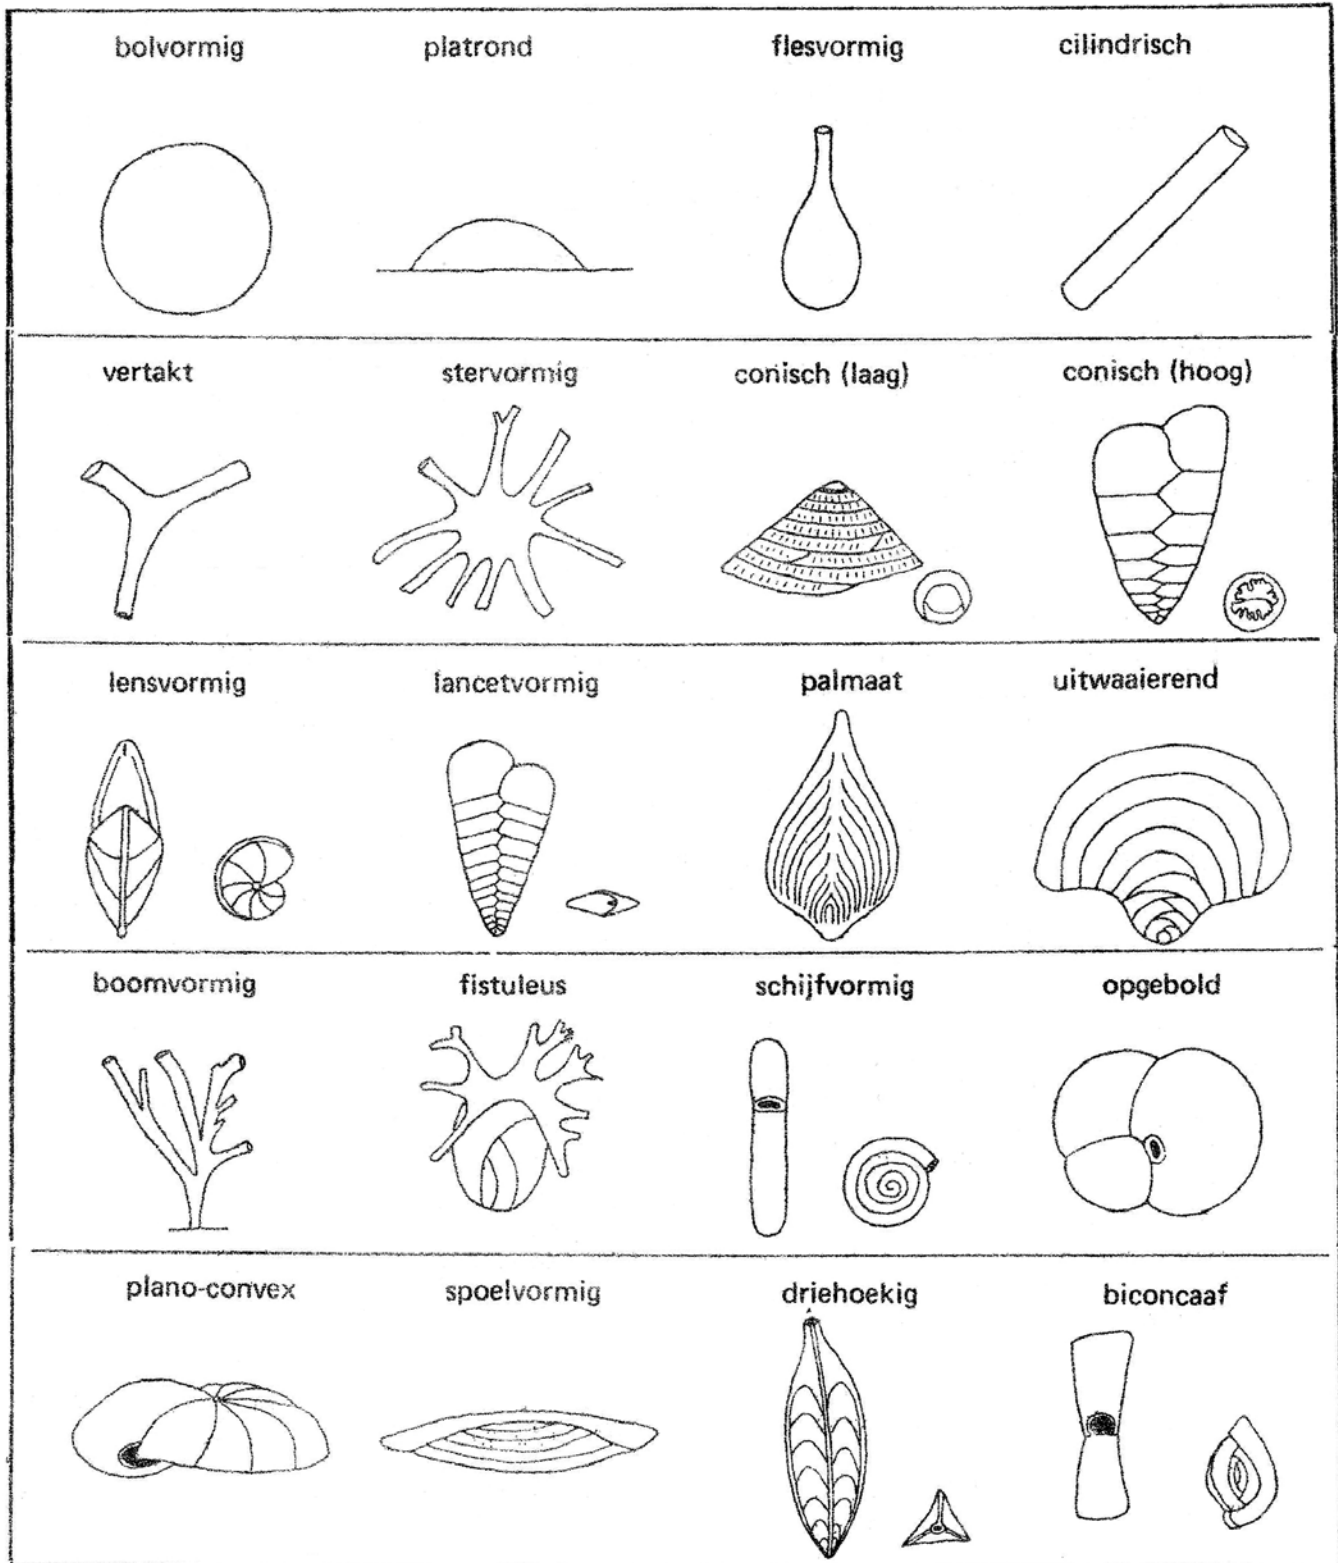 bolvormig platrond flesvormig cilindrisch
vertakt stervormig conisch (laag) conisch (hoog)
lensvormig lancetvormig palmaat uitwaaierend
boomvormig fistuleus schijfvormig opgebold
plano-convex spoelvormig driehoekig biconcaaf